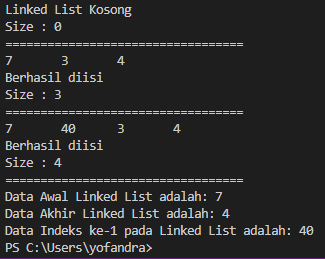 Linked List Kosong
Size : 0
==================================
7 3 4
Berhasil diisi
Size : 3
==================================
7 40 3 4
Berhasil diisi
Size : 4
==================================
Data Awal Linked List adalah: 7
Data Akhir Linked List adalah: 4
Data Indeks ke-1 pada Linked List adalah: 40
PS C:\Users\yofandra>